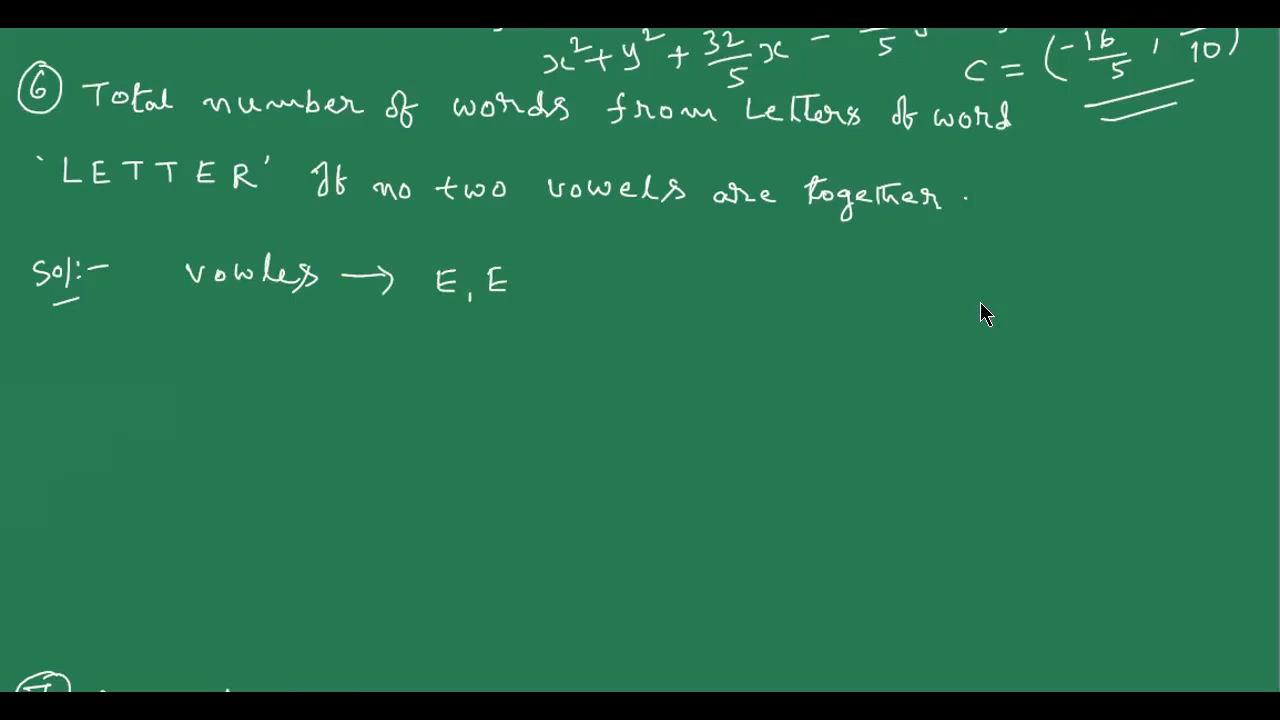 x² + y² + 32/5 x - /5 C = (-16/5 , /10)
⑥ Total number of words from Letters of word
'LETTER' If no two vowels are together.
Sol:- vowles → E, E